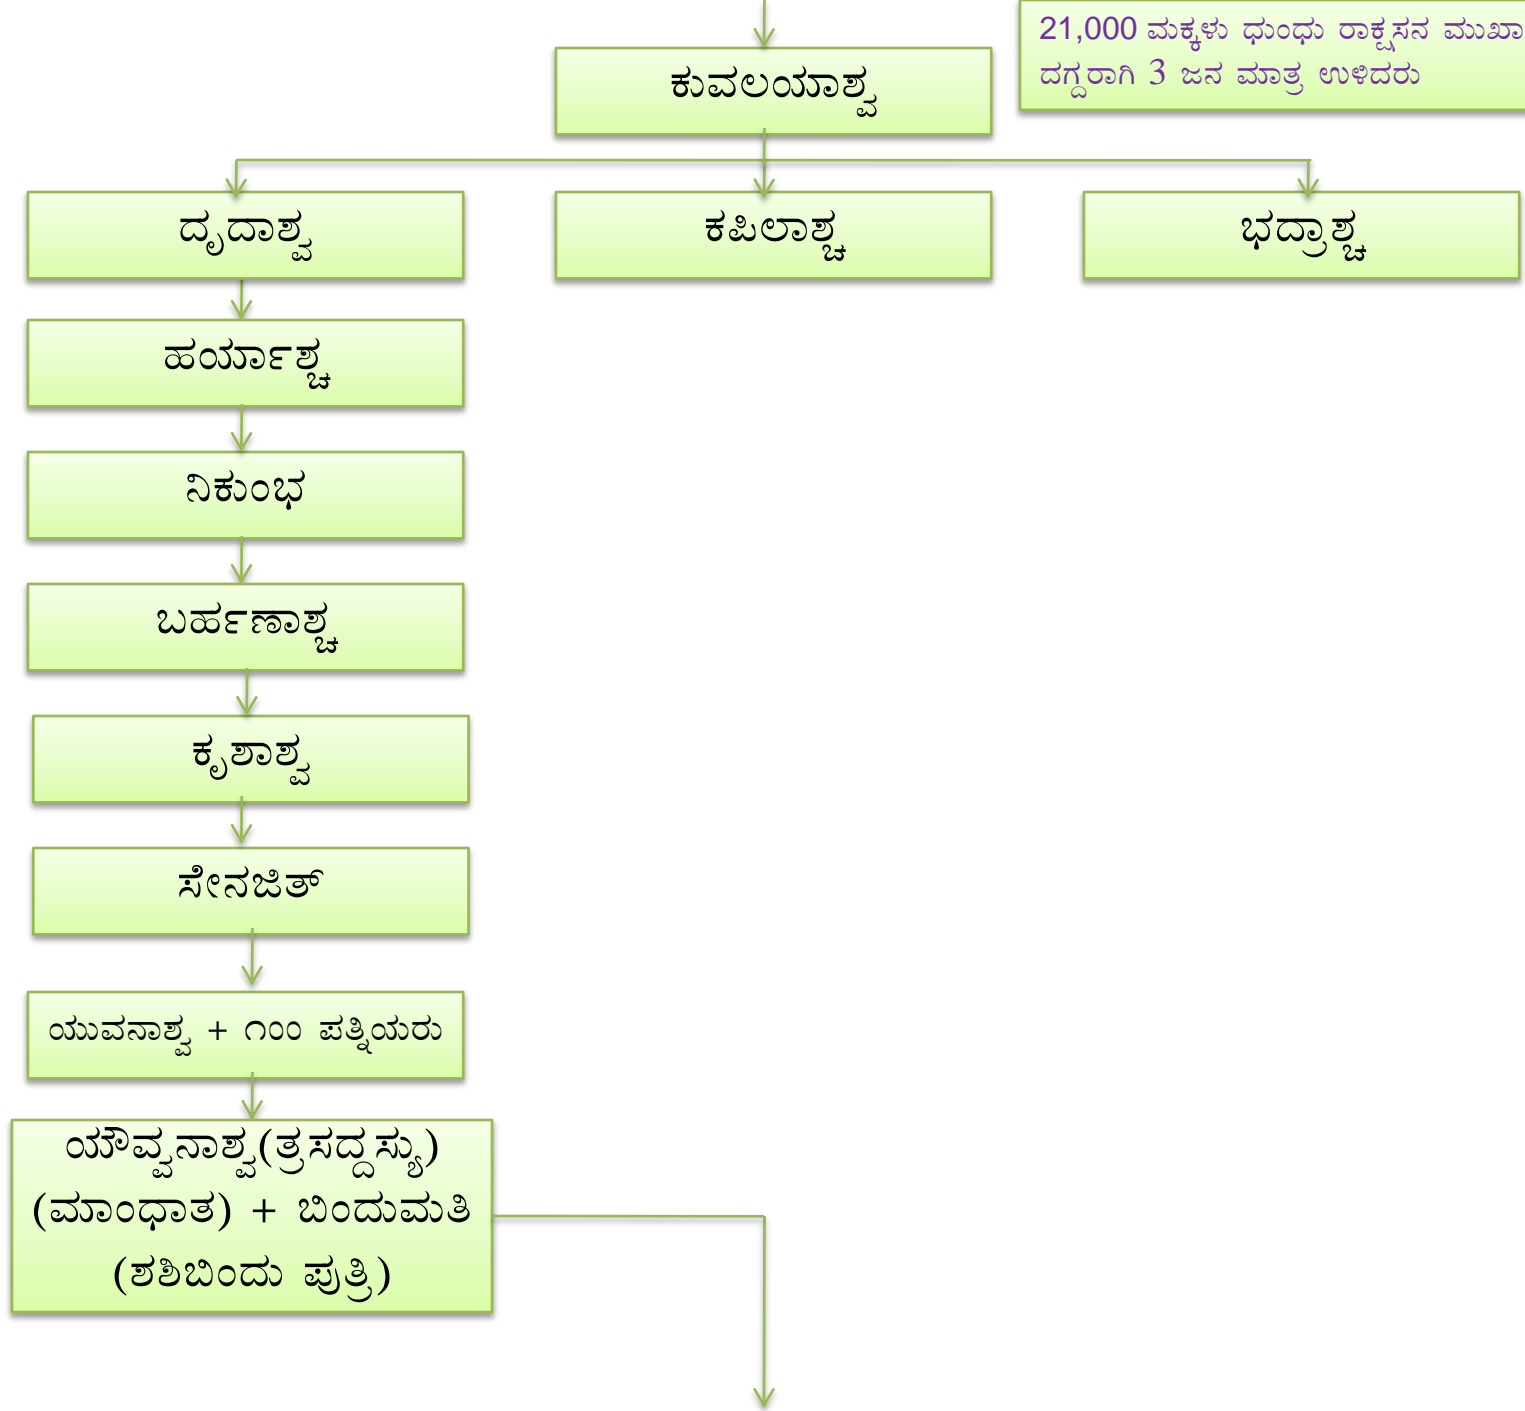 21,000 ಮಕ್ಕಳು ಧುಂಧು ರಾಕ್ಷಸನ ಮುಖಾ
ದಗ್ದರಾಗಿ 3 ಜನ ಮಾತ್ರ ಉಳಿದರು
ಕುವಲಯಾಶ್ವ
ದೃದಾಶ್ವ
ಕಪಿಲಾಶ್ಚ
ಭದ್ರಾಶ್ಚ
ಹರ್ಯಾಶ್ಚ
ನಿಕುಂಭ
ಬರ್ಹಣಾಶ್ಚ
ಕೃಶಾಶ್ವ
ಸೇನಜಿತ್
ಯುವನಾಶ್ವ + ೧೦೦ ಪತ್ನಿಯರು
ಯೌವ್ವನಾಶ್ವ(ತ್ರಸದ್ದಸ್ಯು)
(ಮಾಂಧಾತ) + ಬಿಂದುಮತಿ
(ಶಶಿಬಿಂದು ಪುತ್ರಿ)